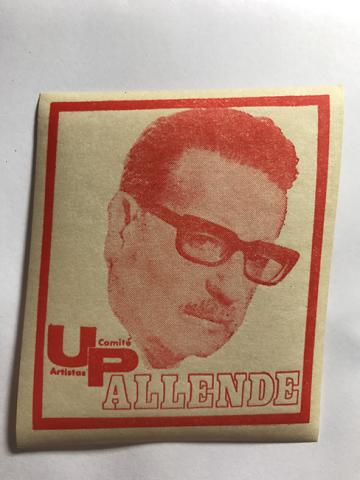 UP
Comité
Artistas
ALLENDE